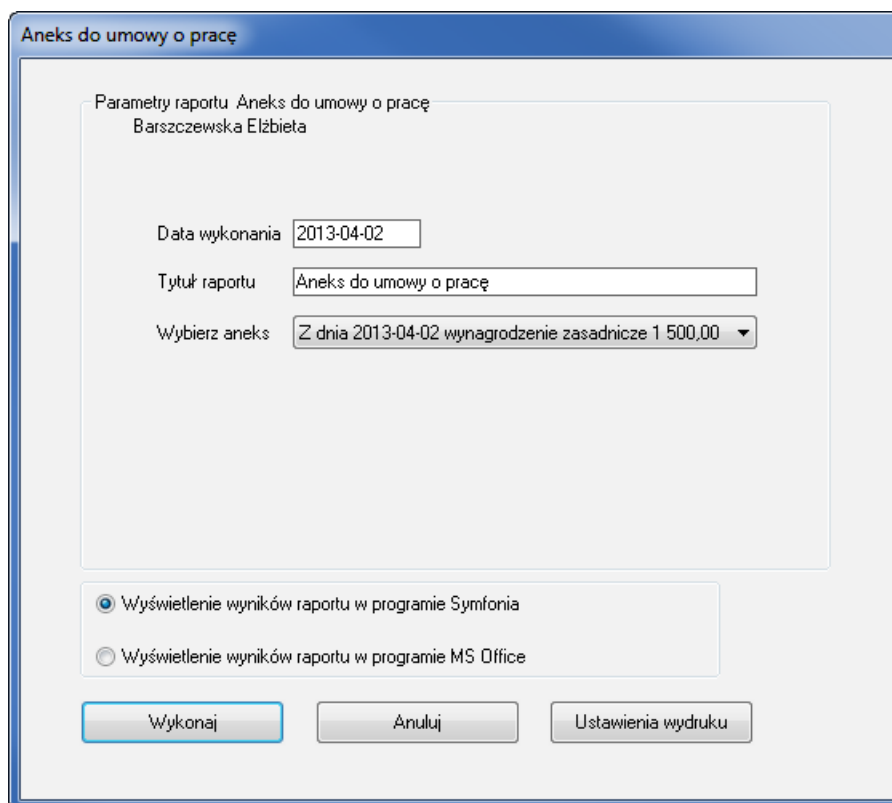 Aneks do umowy o pracę
Parametry raportu Aneks do umowy o pracę
Barszczewska Elżbieta
Data wykonania 2013-04-02
Tytuł raportu Aneks do umowy o pracę
Wybierz aneks Z dnia 2013-04-02 wynagrodzenie zasadnicze 1 500,00
Wyświetlenie wyników raportu w programie Symfonia
Wyświetlenie wyników raportu w programie MS Office
Wykonaj Anuluj Ustawienia wydruku